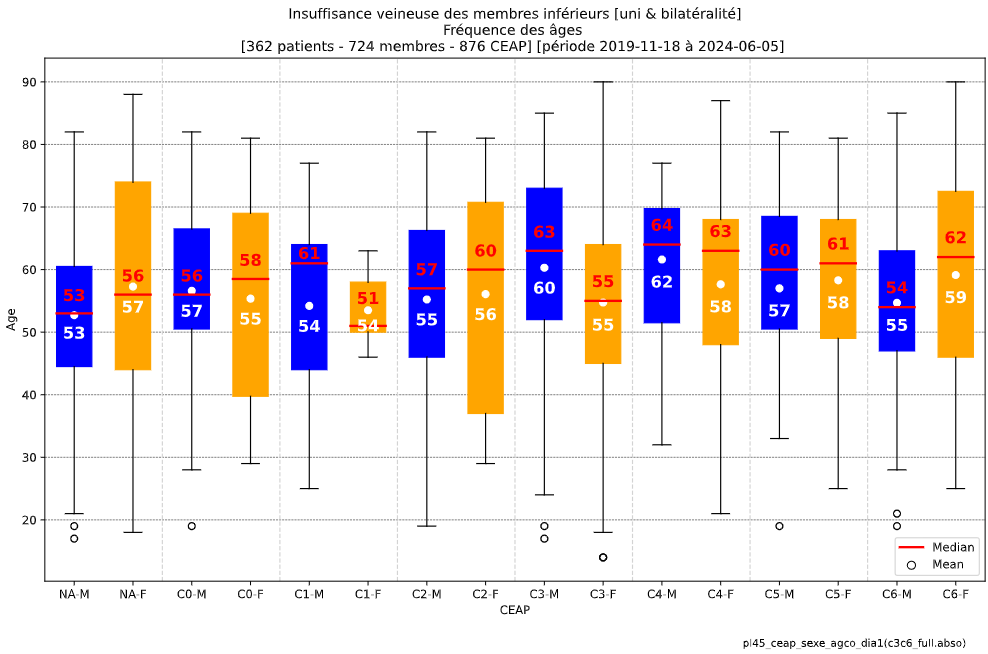 Insuffisance veineuse des membres inférieurs [uni & bilatéralité]
Fréquence des âges
[362 patients - 724 membres - 876 CEAP] [période 2019-11-18 à 2024-06-05]
Age
90
80
70
60
50
40
30
20
53 56 56 58 61 51 57 60 63 55 64 63 60 61 54 62
53 57 57 55 54 54 55 56 60 55 62 58 57 58 55 59
Median
Mean
NA-M NA-F C0-M C0-F C1-M C1-F C2-M C2-F C3-M C3-F C4-M C4-F C5-M C5-F C6-M C6-F
CEAP
pl45_ceap_sexe_agco_dia1(c3c6_full.abso)